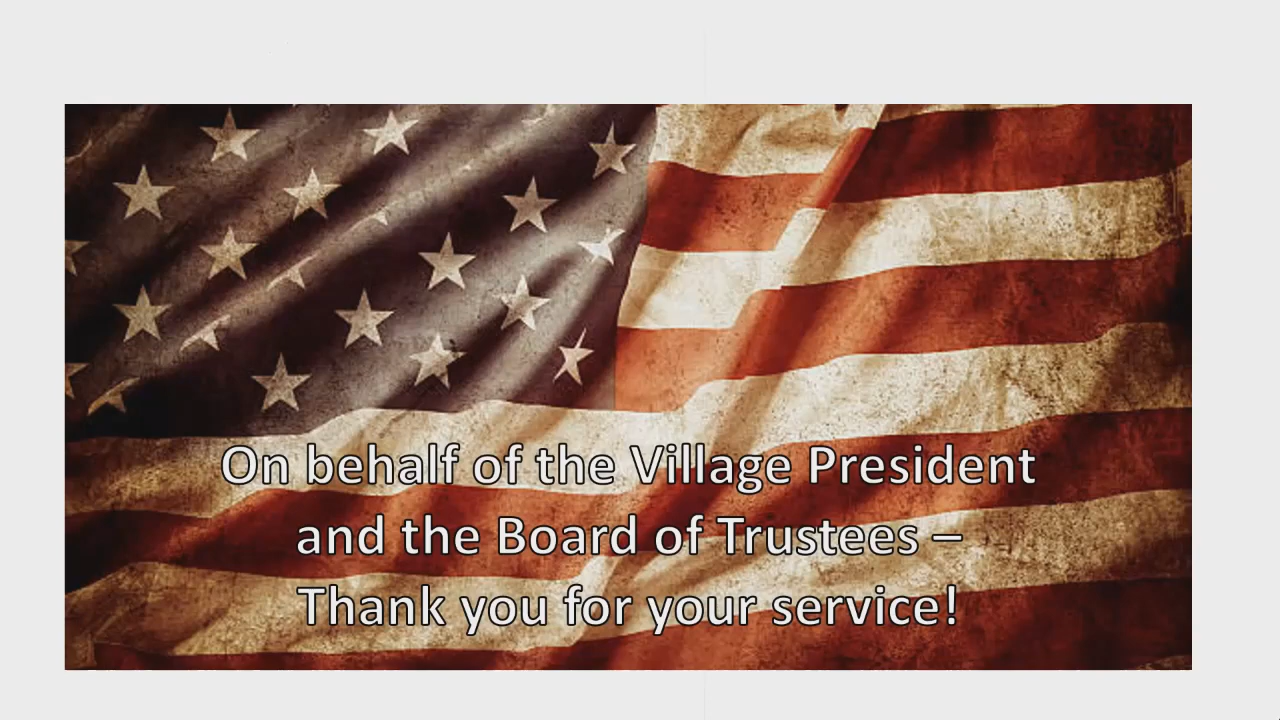 On behalf of the Village President
and the Board of Trustees –
Thank you for your service!